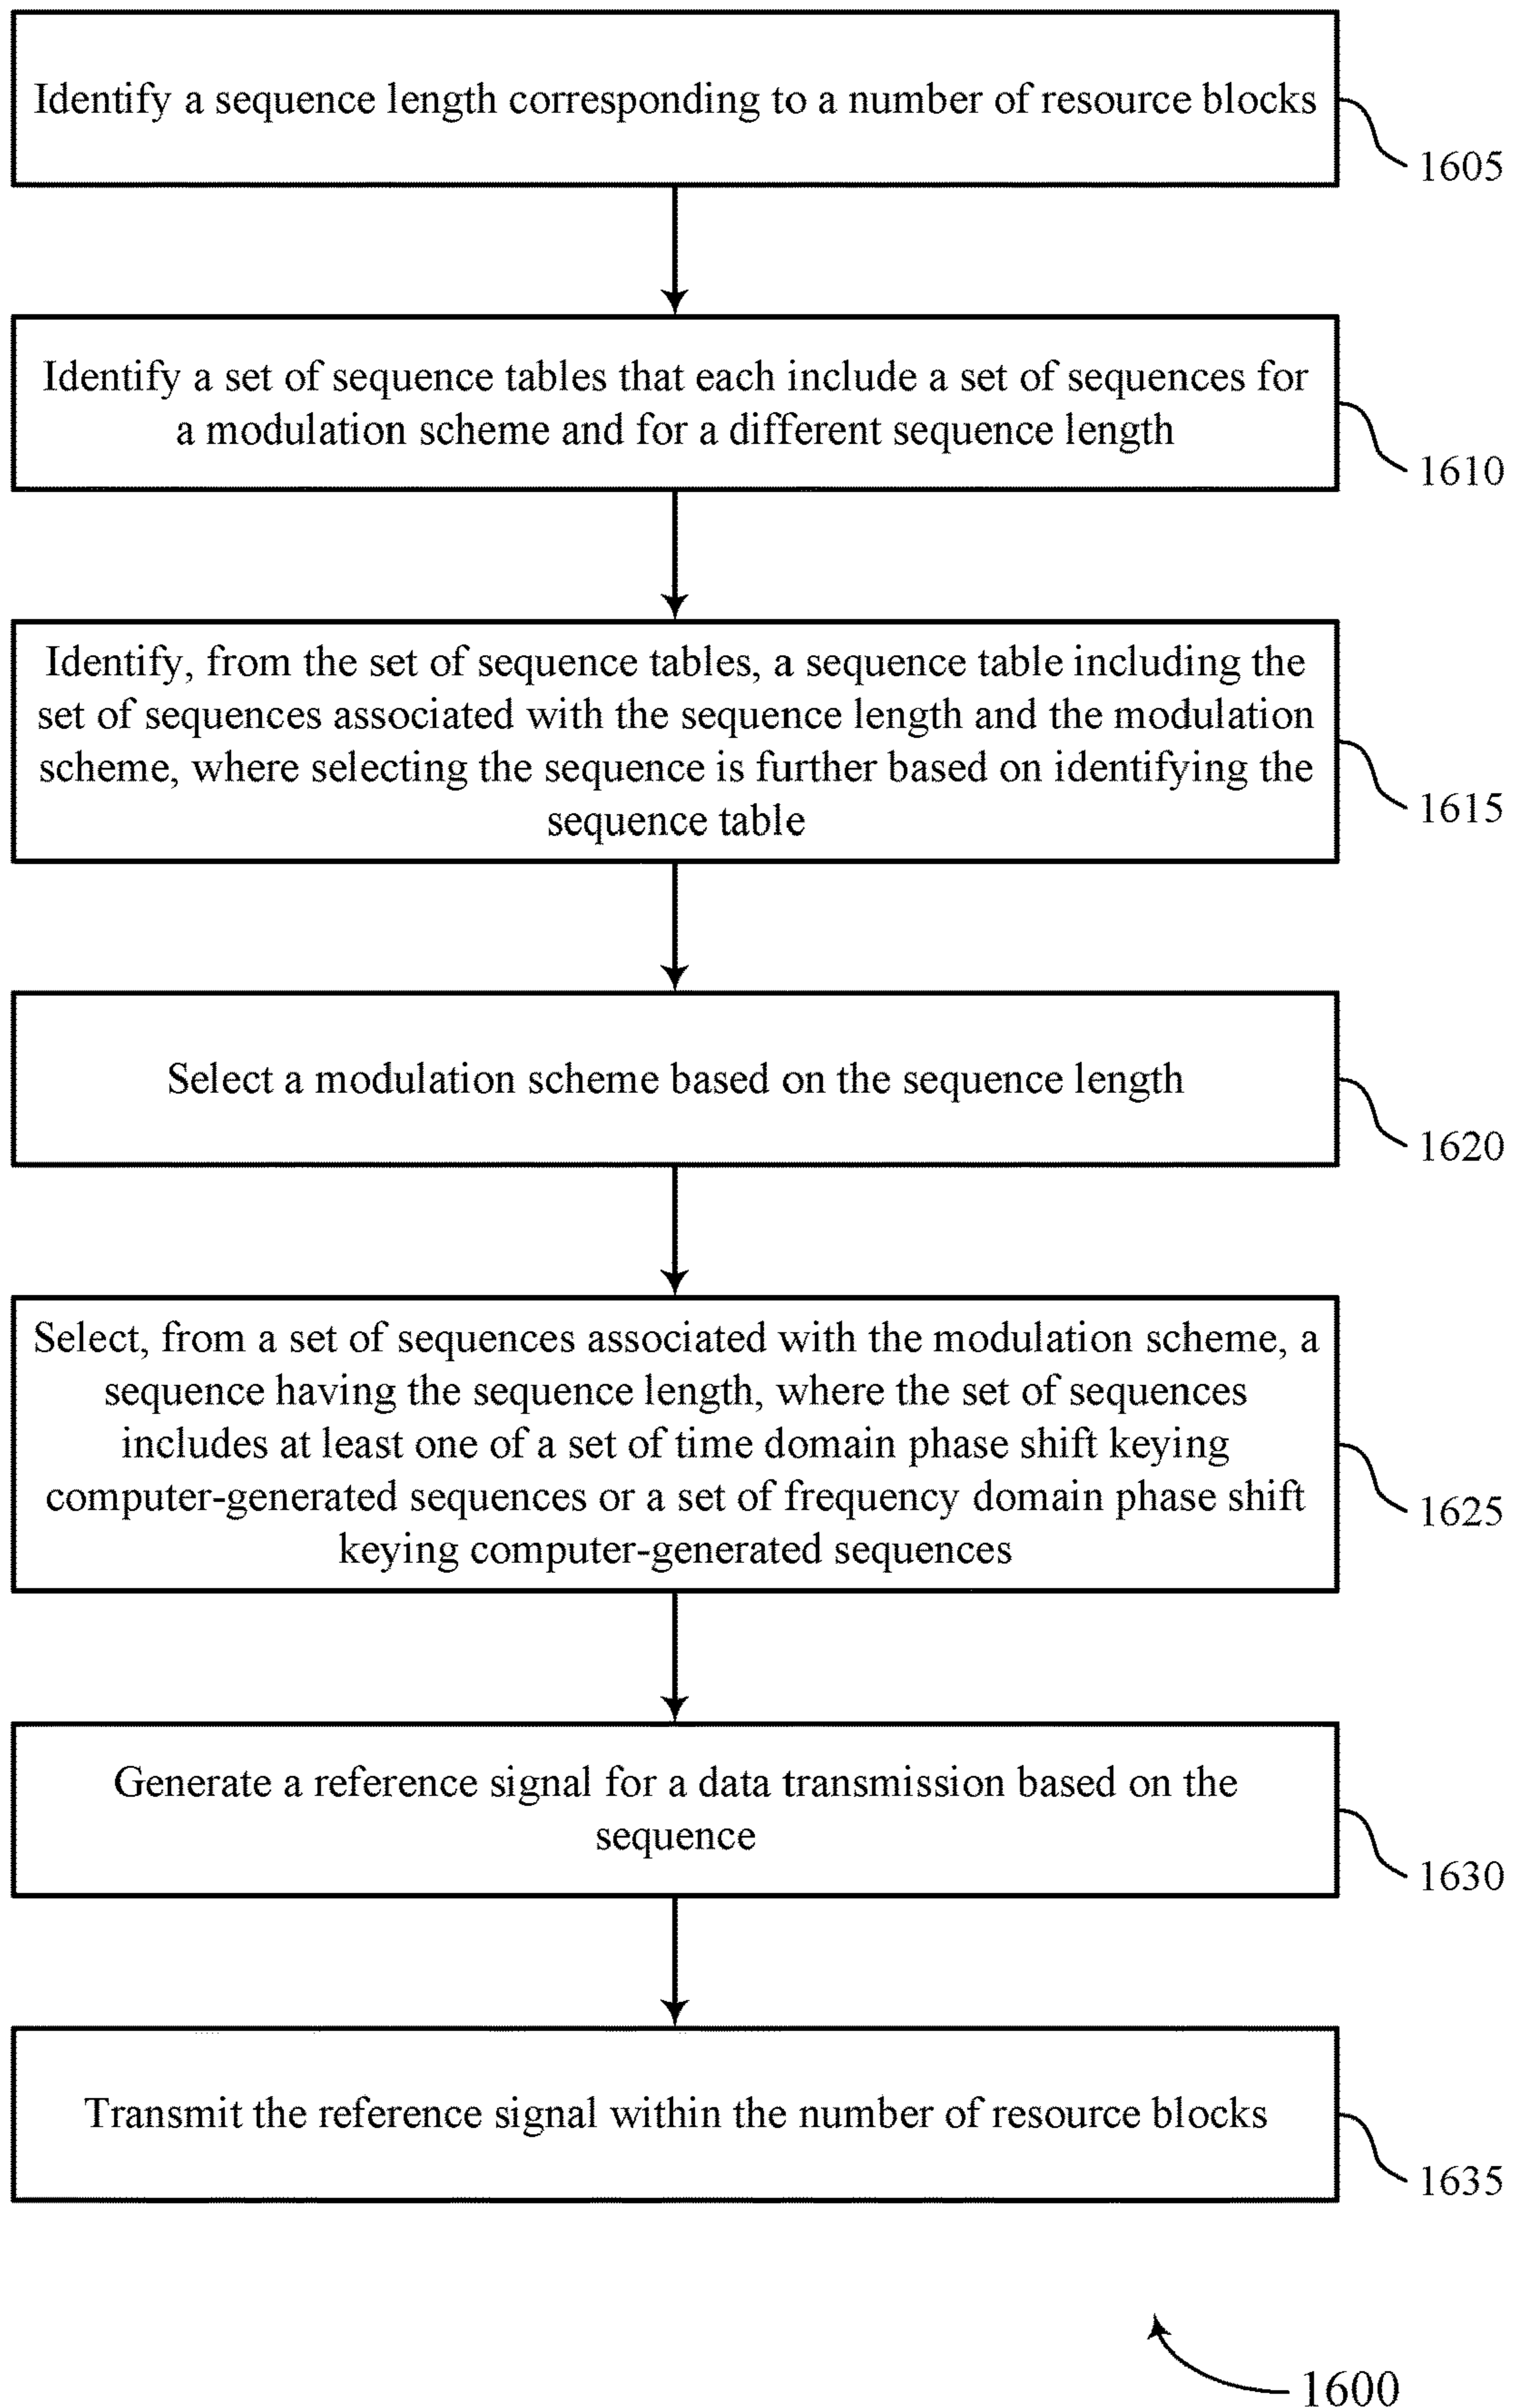 Identify a sequence length corresponding to a number of resource blocks
1605
Identify a set of sequence tables that each include a set of sequences for
a modulation scheme and for a different sequence length
1610
Identify, from the set of sequence tables, a sequence table including the
set of sequences associated with the sequence length and the modulation
scheme, where selecting the sequence is further based on identifying the
sequence table
1615
Select a modulation scheme based on the sequence length
1620
Select, from a set of sequences associated with the modulation scheme, a
sequence having the sequence length, where the set of sequences
includes at least one of a set of time domain phase shift keying
computer-generated sequences or a set of frequency domain phase shift
keying computer-generated sequences
1625
Generate a reference signal for a data transmission based on the
sequence
1630
Transmit the reference signal within the number of resource blocks
1635
1600